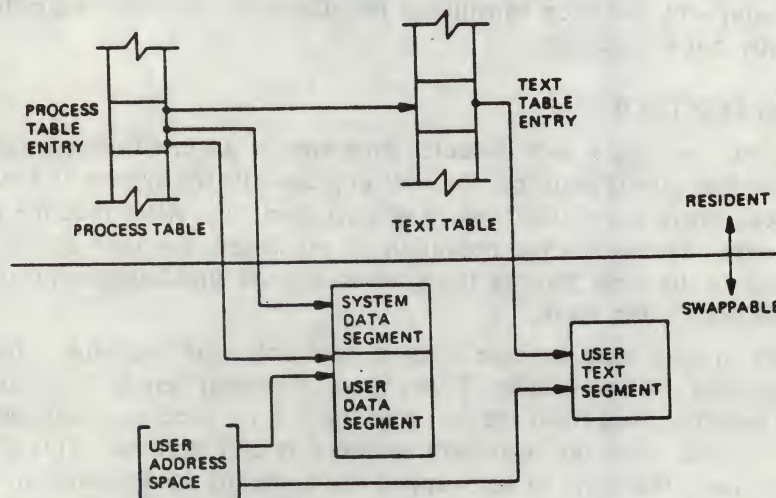 PROCESS
TABLE
ENTRY
PROCESS TABLE
TEXT
TABLE
ENTRY
TEXT TABLE
RESIDENT
SWAPPABLE
SYSTEM
DATA
SEGMENT
USER
DATA
SEGMENT
USER
TEXT
SEGMENT
USER
ADDRESS
SPACE